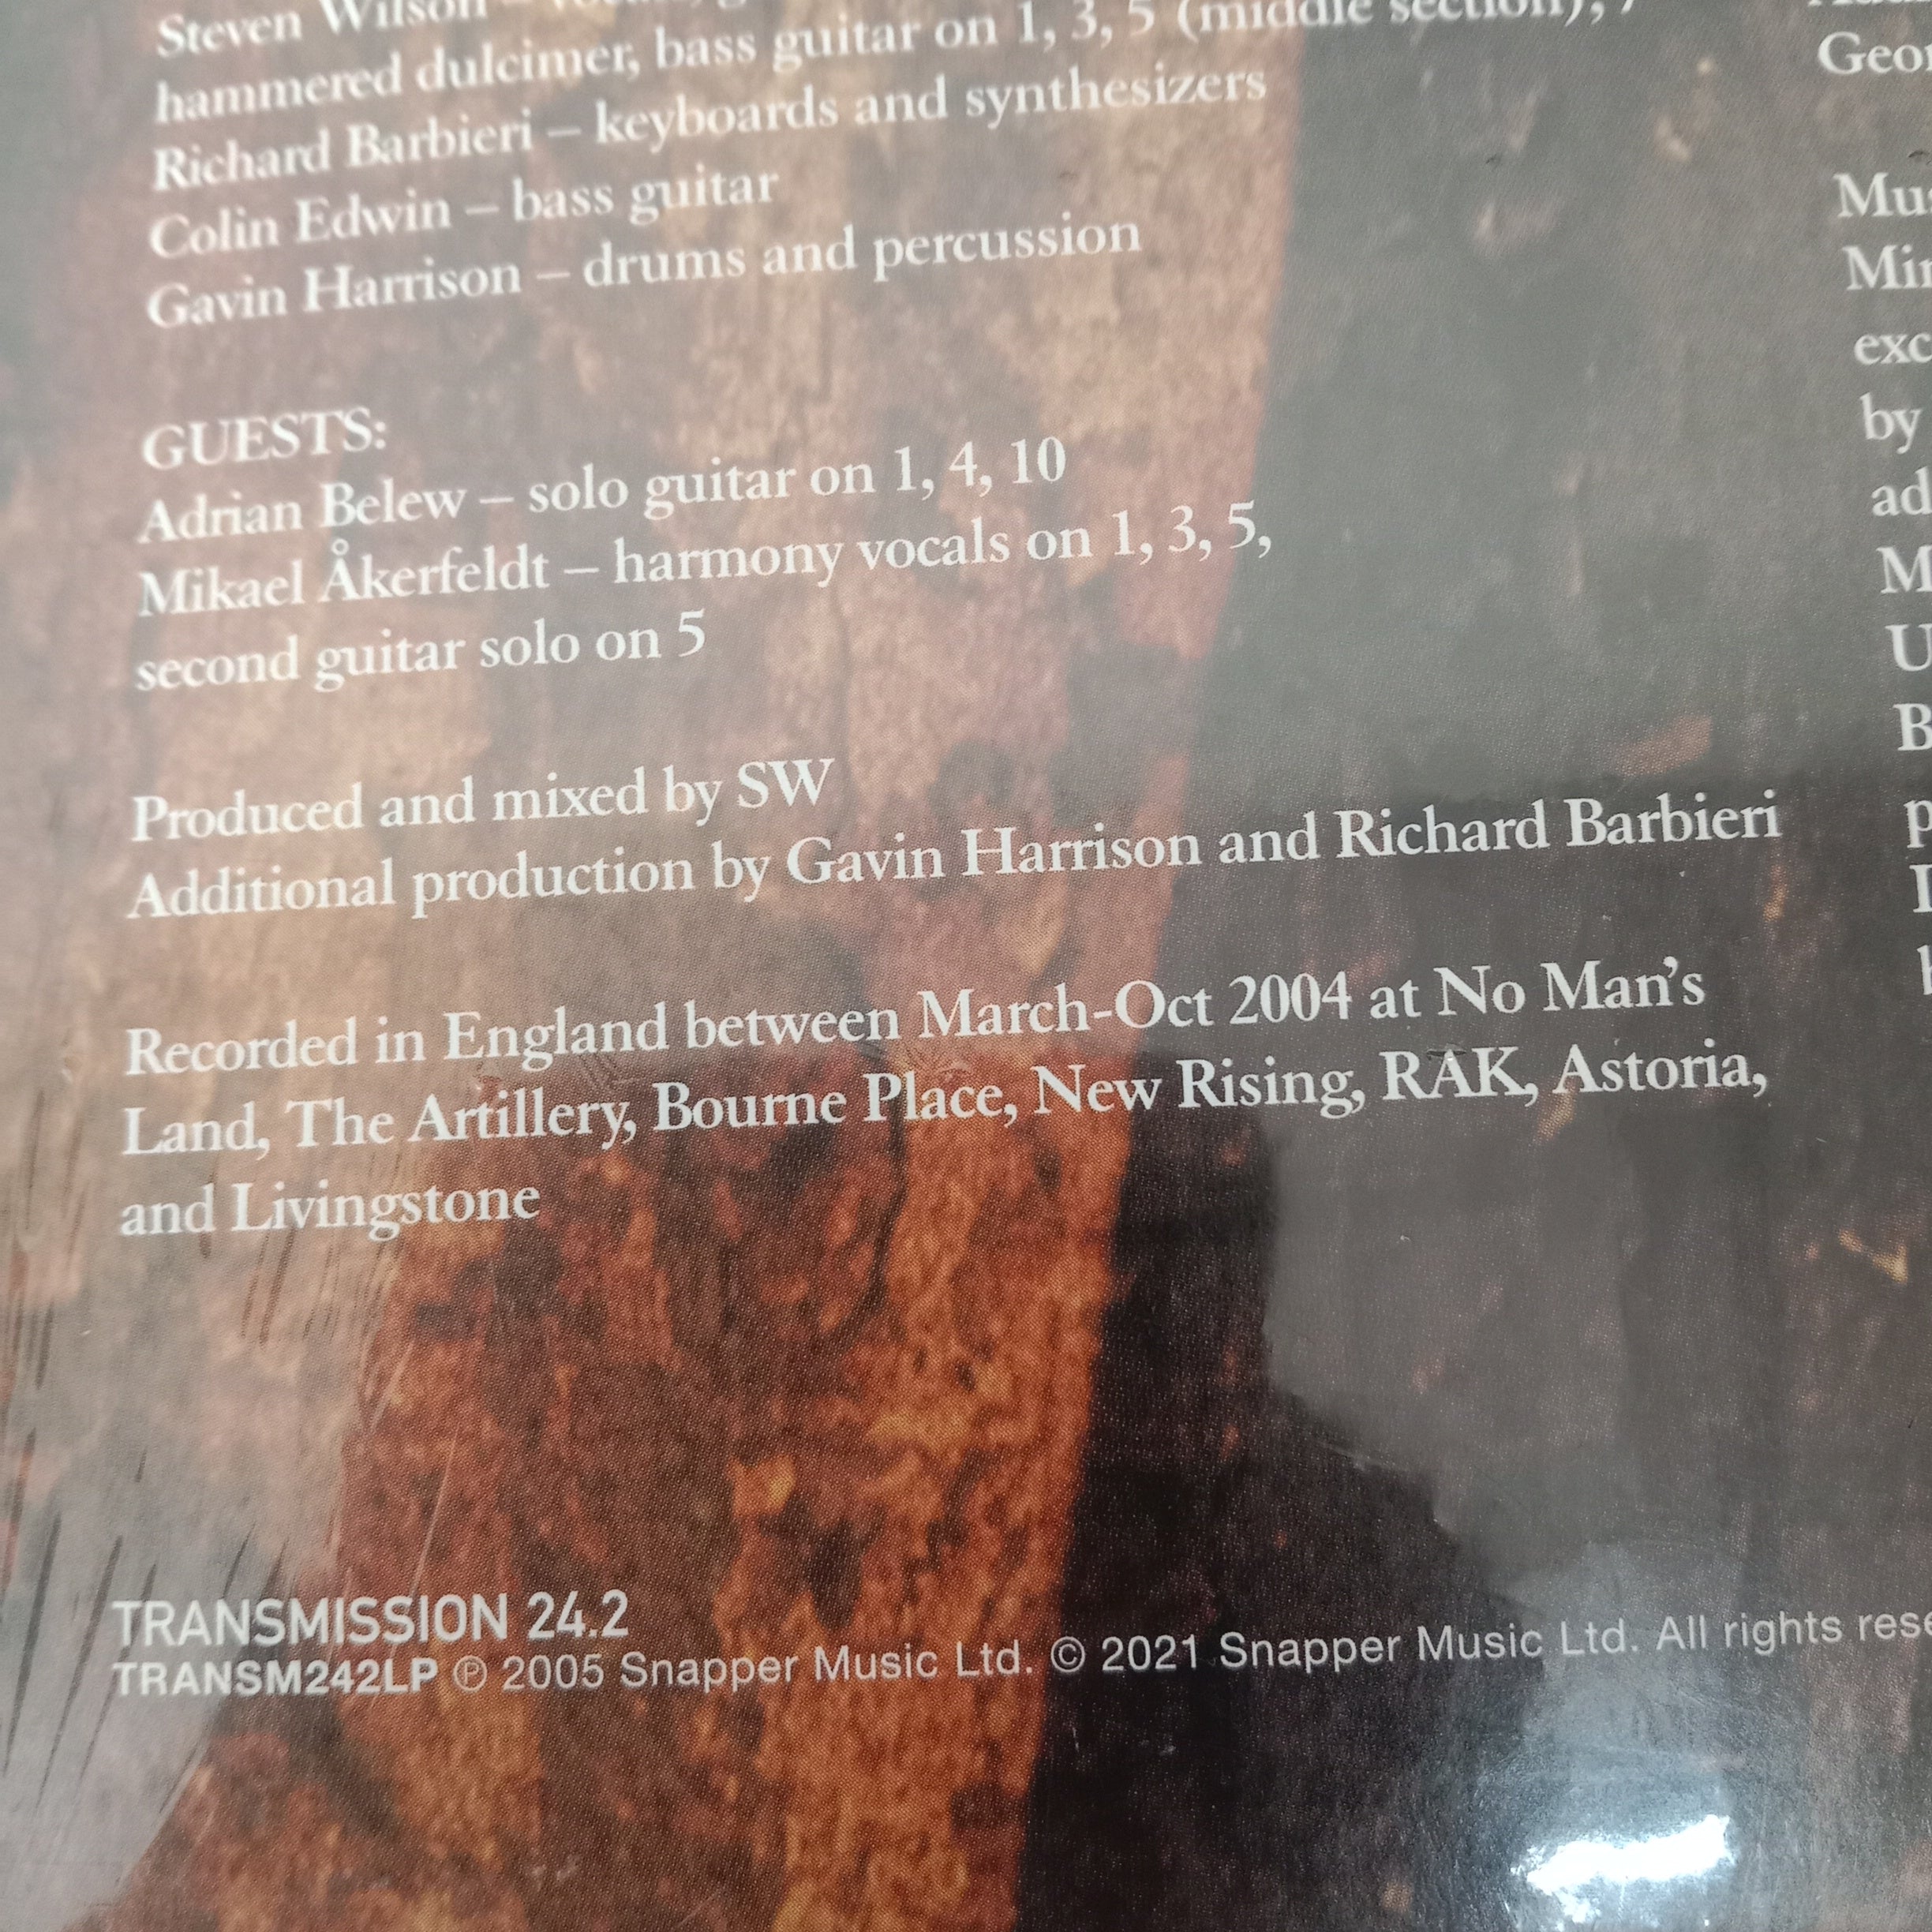 Steven Wilson
hammered dulcimer, bass guitar on 1, 3, 5 (middle section), 7
Richard Barbieri – keyboards and synthesizers
Colin Edwin – bass guitar
Gavin Harrison – drums and percussion
GUESTS:
Adrian Belew – solo guitar on 1, 4, 10
Mikael Åkerfeldt – harmony vocals on 1, 3, 5,
second guitar solo on 5
Produced and mixed by SW
Additional production by Gavin Harrison and Richard Barbieri
Recorded in England between March-Oct 2004 at No Man's
Land, The Artillery, Bourne Place, New Rising, RAK, Astoria,
and Livingstone
TRANSMISSION 24.2
TRANSM242LP ℗ 2005 Snapper Music Ltd. © 2021 Snapper Music Ltd. All rights
by